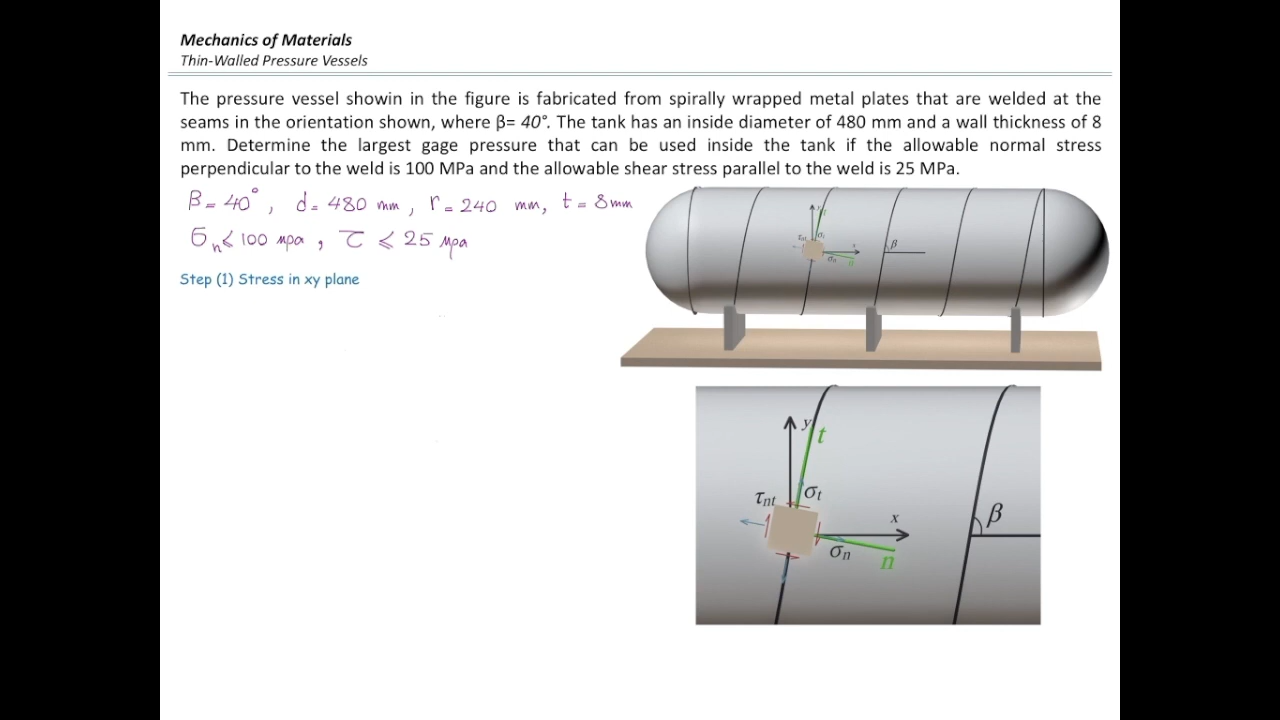 Mechanics of Materials
Thin-Walled Pressure Vessels
The pressure vessel showin in the figure is fabricated from spirally wrapped metal plates that are welded at the
seams in the orientation shown, where β= 40°. The tank has an inside diameter of 480 mm and a wall thickness of 8
mm. Determine the largest gage pressure that can be used inside the tank if the allowable normal stress
perpendicular to the weld is 100 MPa and the allowable shear stress parallel to the weld is 25 MPa.
β = 40°, d = 480 mm, r = 240 mm, t = 8 mm
σn ≤ 100 mpa, τ ≤ 25 mpa
Step (1) Stress in xy plane
y
t
τnt
σt
x
β
σn
n
y
t
τnt
σt
x
β
σn
n